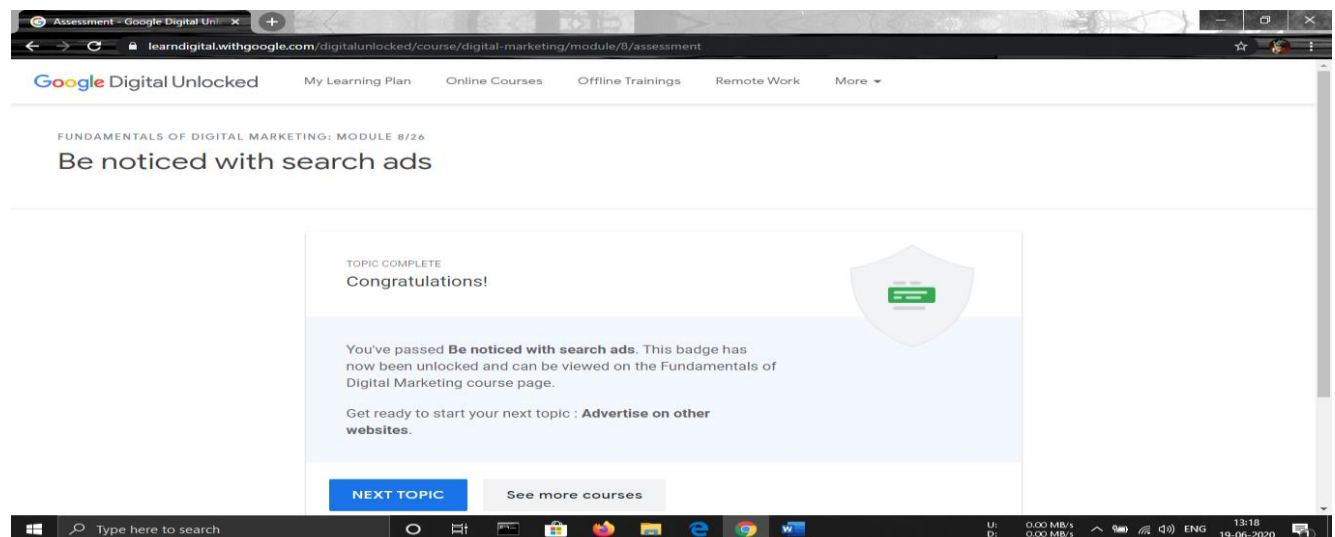 Assessment - Google Digital Unl
learndigital.withgoogle.com/digitalunlocked/course/digital-marketing/module/8/assessment
Google Digital Unlocked My Learning Plan Online Courses Offline Trainings Remote Work More
FUNDAMENTALS OF DIGITAL MARKETING: MODULE 8/26
Be noticed with search ads
TOPIC COMPLETE
Congratulations!
You've passed Be noticed with search ads. This badge has
now been unlocked and can be viewed on the Fundamentals of
Digital Marketing course page.
Get ready to start your next topic : Advertise on other
websites.
NEXT TOPIC See more courses
Type here to search
U: 0.00 MB/s
D: 0.00 MB/s
ENG
13:18
19-06-2020